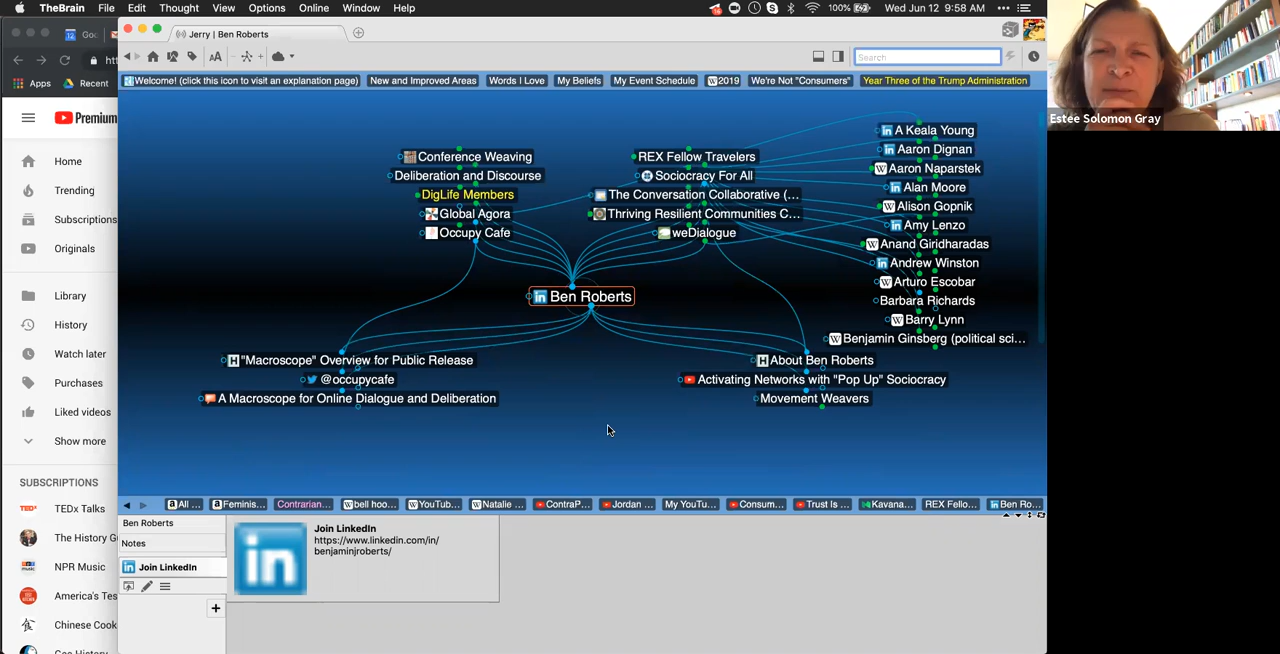 TheBrain File Edit Thought View Options Online Window Help 100% Wed Jun 12 9:58 AM
Jerry | Ben Roberts
Search
Apps Recent
Welcome! (click this icon to visit an explanation page) New and Improved Areas Words I Love My Beliefs My Event Schedule 2019 We're Not "Consumers" Year Three of the Trump Administration
Premium
Home
Trending
Subscriptions
Originals
Library
History
Watch later
Purchases
Liked videos
Show more
SUBSCRIPTIONS
TEDx Talks
The History G
NPR Music
America's Tes
Chinese Cook
Conference Weaving
Deliberation and Discourse
DigLife Members
Global Agora
Occupy Cafe
REX Fellow Travelers
Sociocracy For All
The Conversation Collaborative (...
Thriving Resilient Communities C...
weDialogue
A Keala Young
Aaron Dignan
Aaron Naparstek
Alan Moore
Alison Gopnik
Amy Lenzo
Anand Giridharadas
Andrew Winston
Arturo Escobar
Barbara Richards
Barry Lynn
Benjamin Ginsberg (political sci...
Ben Roberts
"Macroscope" Overview for Public Release
@occupycafe
A Macroscope for Online Dialogue and Deliberation
About Ben Roberts
Activating Networks with "Pop Up" Sociocracy
Movement Weavers
All ... Feminis... Contrarian... bell hoo... YouTub... Natalie ... ContraP... Jordan ... My YouTu... Consum... Trust Is ... Kavana... REX Fello... Ben Ro...
Ben Roberts
Notes
Join LinkedIn
Join LinkedIn
https://www.linkedin.com/in/
benjaminjroberts/
Estee Solomon Gray